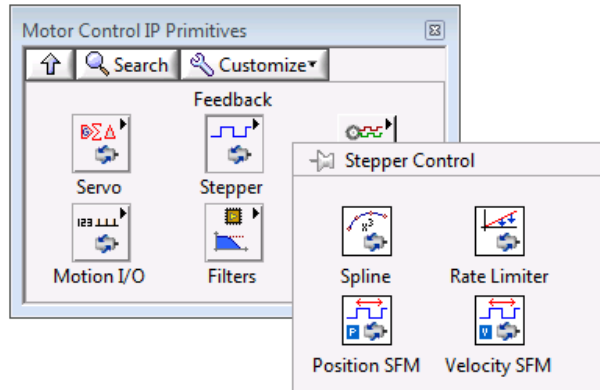 Motor Control IP Primitives
Search Customize
Feedback
Servo Stepper
Motion I/O Filters
Stepper Control
Spline Rate Limiter
Position SFM Velocity SFM